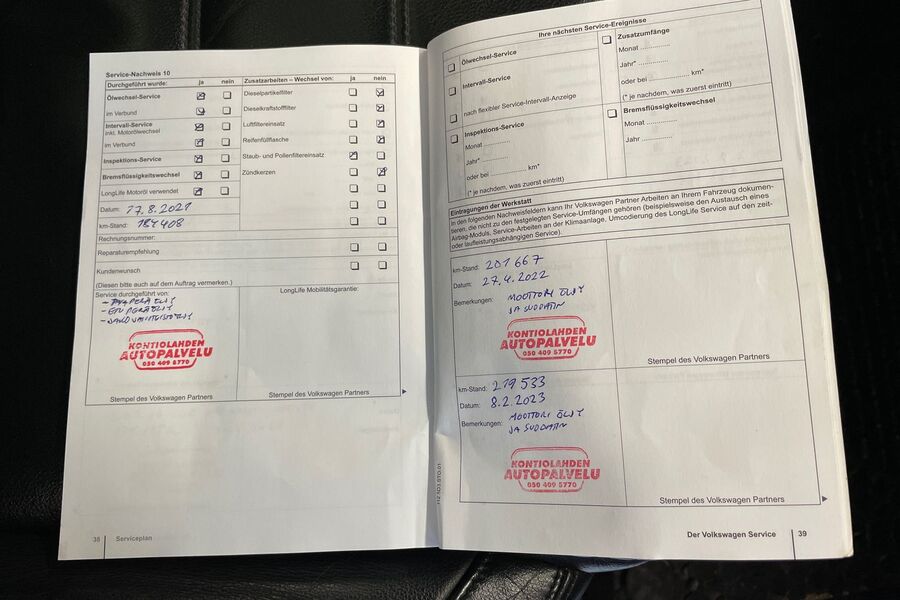 Service-Nachweis 10
Durchgeführt wurde: ja nein
Zusatzarbeiten – Wechsel von: ja nein
Ölwechsel-Service
im Verbund
Intervall-Service
inkl. Motorölwechsel
im Verbund
Inspektions-Service
Bremsflüssigkeitswechsel
LongLife Motoröl verwendet
Dieselpartikelfilter
Dieselkraftstofffilter
Luftfiltereinsatz
Reifenfüllflasche
Staub- und Pollenfiltereinsatz
Zündkerzen
Datum: 17.8.2021
km-Stand: 187408
Rechnungsnummer:
Reparaturempfehlung
Kundenwunsch
(Diesen bitte auch auf dem Auftrag vermerken.)
Service durchgeführt von:
KONTIOLAHDEN
AUTOPALVELU
050 409 5770
Stempel des Volkswagen Partners
LongLife Mobilitätsgarantie:
Stempel des Volkswagen Partners
38 Serviceplan
Ihre nächsten Service-Ereignisse
Ölwechsel-Service
Intervall-Service
nach flexibler Service-Intervall-Anzeige
Inspektions-Service
Monat ...........
Jahr* ...........
oder bei ................ km*
(* je nachdem, was zuerst eintritt)
Zusatzumfänge
Monat ...............
Jahr* ...............
oder bei ...................... km*
(* je nachdem, was zuerst eintritt)
Bremsflüssigkeitswechsel
Monat ...............
Jahr ...............
Eintragungen der Werkstatt
In den folgenden Nachweisfeldern kann Ihr Volkswagen Partner Arbeiten an Ihrem Fahrzeug dokumen-
tieren, die nicht zu den festgelegten Service-Umfängen gehören (beispielsweise den Austausch eines
Airbag-Moduls, Service-Arbeiten an der Klimaanlage, Umcodierung des LongLife Service auf den zeit-
oder laufleistungsabhängigen Service).
km-Stand: 201 667
Datum: 27.4.2022
Bemerkungen: MOOTTORI ÖLJY
JA SUODATIN
KONTIOLAHDEN
AUTOPALVELU
050 409 5770
Stempel des Volkswagen Partners
km-Stand: 219 533
Datum: 8.2.2023
Bemerkungen: MOOTTORI ÖLJY
JA SUODATIN
KONTIOLAHDEN
AUTOPALVELU
050 409 5770
Stempel des Volkswagen Partners
Der Volkswagen Service 39